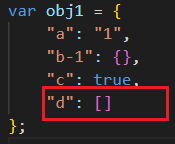 var obj1 = {
"a": "1",
"b-1": {},
"c": true,
"d": []
};